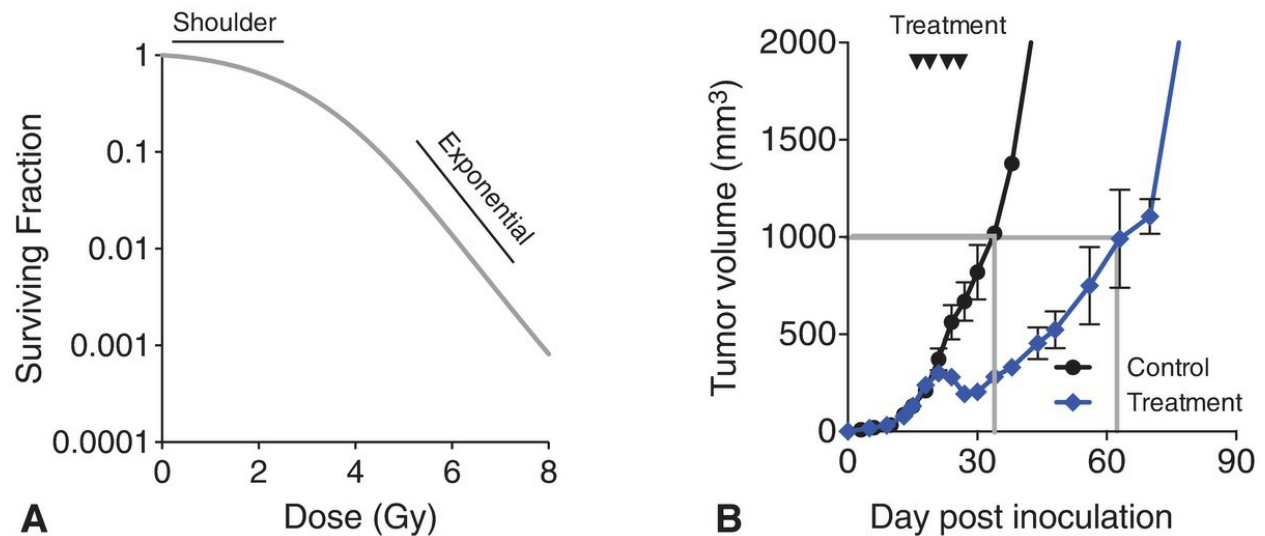 Shoulder
1
0.1
0.01
0.001
0.0001
Surviving Fraction
Exponential
0 2 4 6 8
Dose (Gy)
A
Treatment
2000
1500
1000
500
0
Tumor volume (mm³)
Control
Treatment
0 30 60 90
Day post inoculation
B